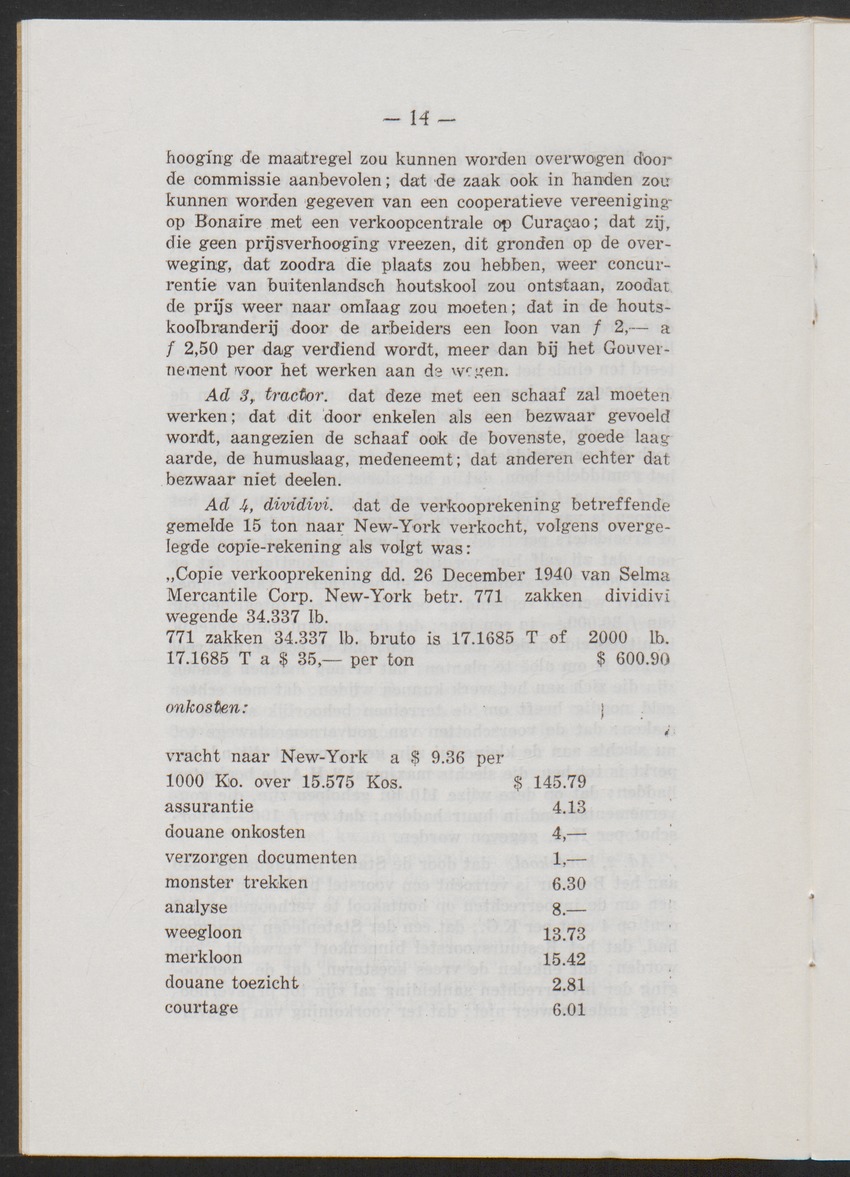 — 14 —
hooging de maatregel zou kunnen worden overwogen door
de commissie aanbevolen; dat de zaak ook in handen zou
kunnen worden gegeven van een cooperatieve vereeniging
op Bonaire met een verkoopcentrale op Curaçao; dat zij,
die geen prijsverhooging vreezen, dit gronden op de over-
weging, dat zoodra die plaats zou hebben, weer concur-
rentie van buitenlandsch houtskool zou ontstaan, zoodat
de prijs weer naar omlaag zou moeten; dat in de houts-
koolbranderij door de arbeiders een loon van f 2,— a
f 2,50 per dag verdiend wordt, meer dan bij het Gouver-
nement voor het werken aan de wegen.
Ad 3, tractor. dat deze met een schaaf zal moeten
werken; dat dit door enkelen als een bezwaar gevoeld
wordt, aangezien de schaaf ook de bovenste, goede laag
aarde, de humuslaag, medeneemt; dat anderen echter dat
bezwaar niet deelen.
Ad 4, dividivi. dat de verkooprekening betreffende
gemelde 15 ton naar New-York verkocht, volgens overge-
legde copie-rekening als volgt was:
„Copie verkooprekening dd. 26 December 1940 van Selma
Mercantile Corp. New-York betr. 771 zakken dividivi
wegende 34.337 lb.
771 zakken 34.337 lb. bruto is 17.1685 T of 2000 lb.
17.1685 T a $ 35,— per ton $ 600.90
onkosten:
vracht naar New-York a $ 9.36 per
1000 Ko. over 15.575 Kos. $ 145.79
assurantie 4.13
douane onkosten 4,—
verzorgen documenten 1,—
monster trekken 6.30
analyse 8.—
weegloon 13.73
merkloon 15.42
douane toezicht 2.81
courtage 6.01